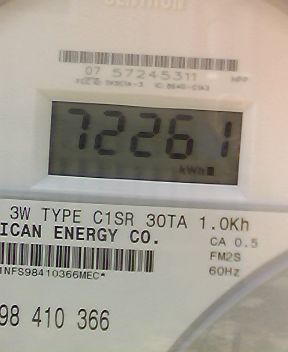 07 57245311
72261
kWh
3W TYPE C1SR 30TA 1.0Kh
ICAN ENERGY CO.
CA 0.5
FM2S
60Hz
INFS98410366MEC*
98 410 366